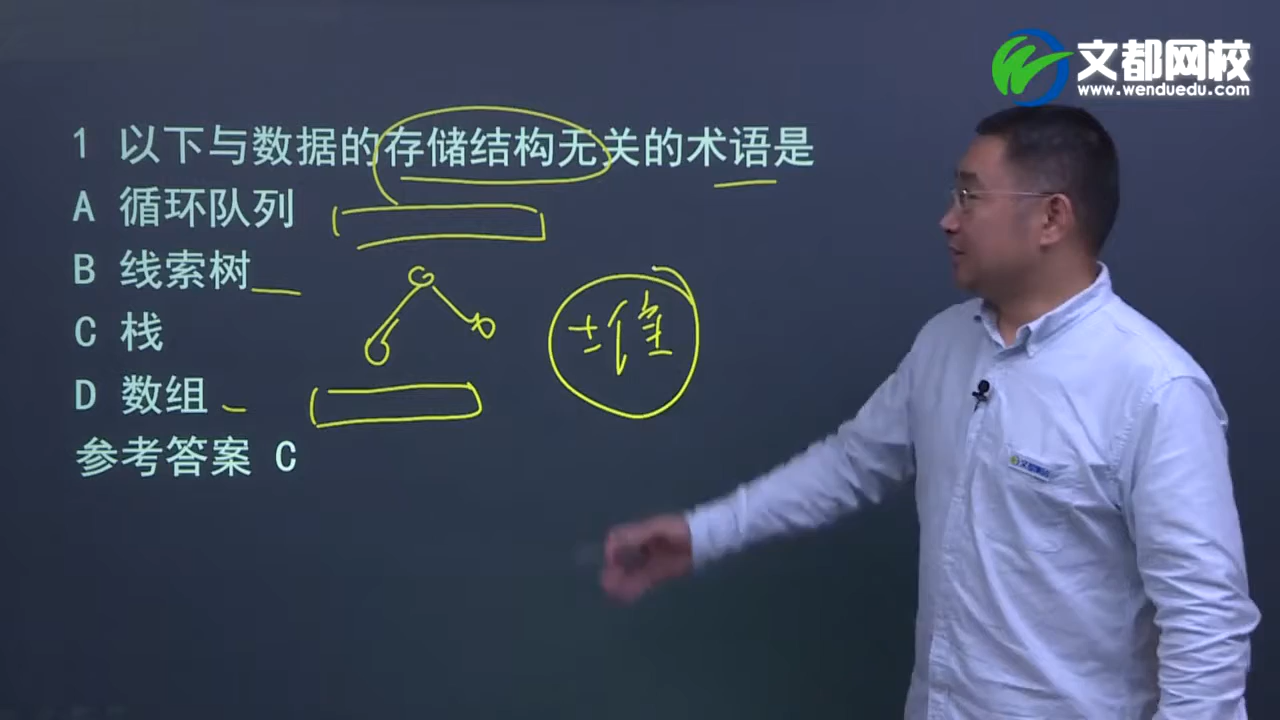 文都网校
www.wenduedu.com
1 以下与数据的存储结构无关的术语是
A 循环队列
B 线索树
C 栈
D 数组
参考答案 C